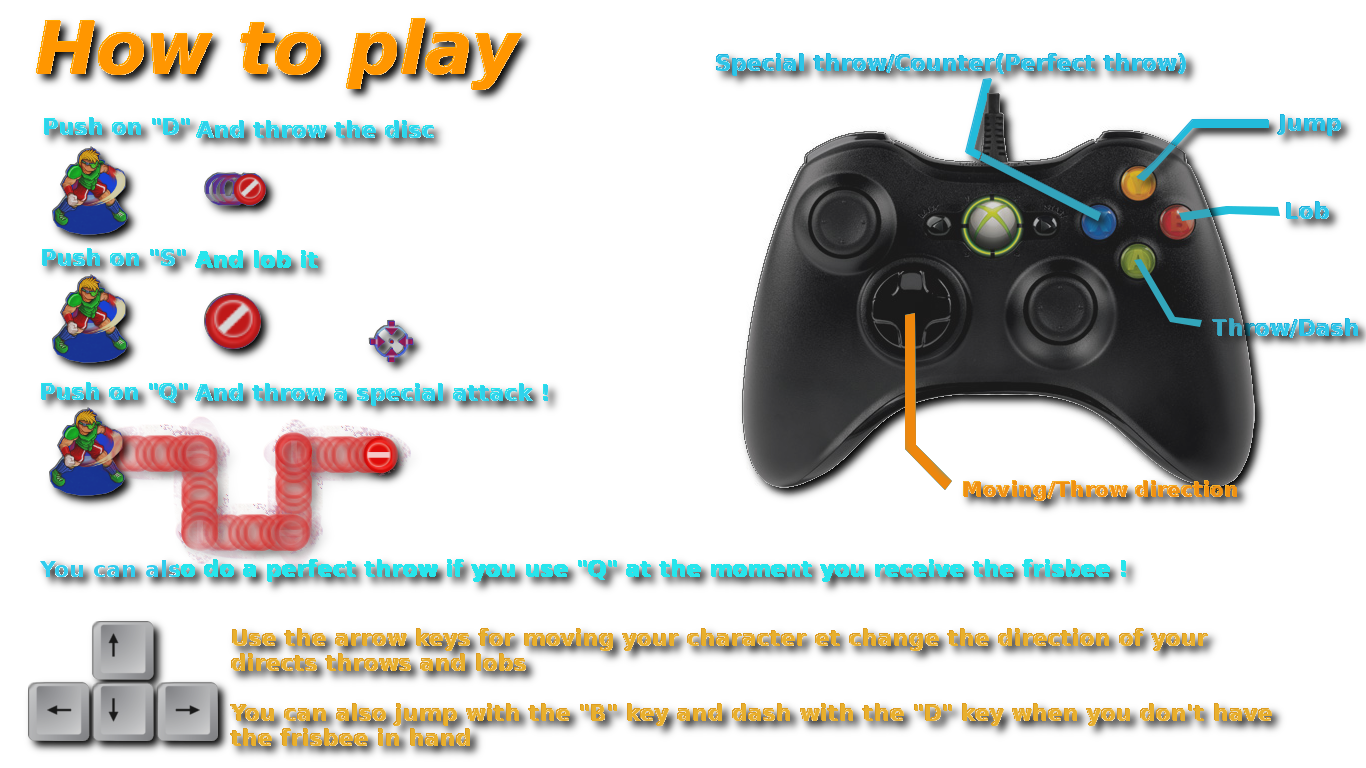 How to play
Special throw/Counter(Perfect throw)
Push on "D" And throw the disc
Jump
Lob
Push on "S" And lob it
Throw/Dash
Push on "Q" And throw a special attack !
Moving/Throw direction
You can also do a perfect throw if you use "Q" at the moment you receive the frisbee !
Use the arrow keys for moving your character et change the direction of your
directs throws and lobs
You can also jump with the "B" key and dash with the "D" key when you don't have
the frisbee in hand